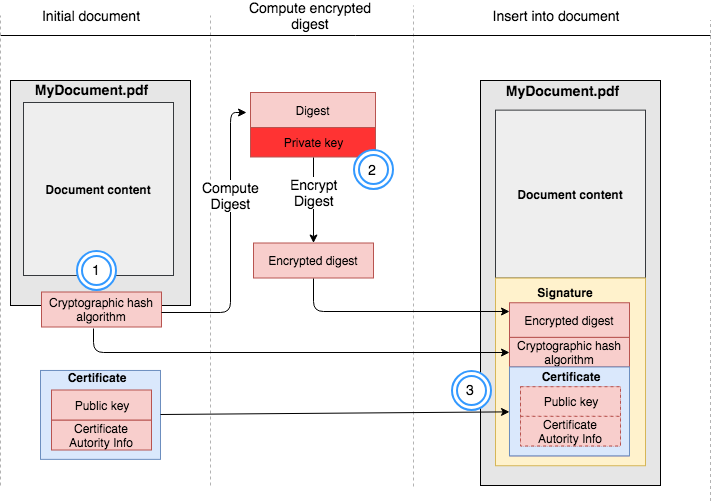 Initial document
Compute encrypted
digest
Insert into document
MyDocument.pdf
Document content
1
Cryptographic hash
algorithm
Certificate
Public key
Certificate
Autority Info
Compute
Digest
Digest
Private key
2
Encrypt
Digest
Encrypted digest
MyDocument.pdf
Document content
Signature
Encrypted digest
Cryptographic hash
algorithm
3
Certificate
Public key
Certificate
Autority Info